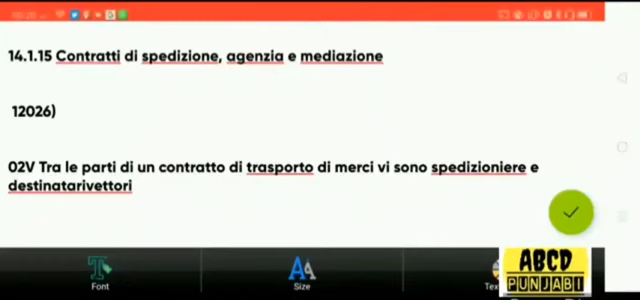 14.1.15 Contratti di spedizione, agenzia e mediazione
12026)
02V Tra le parti di un contratto di trasporto di merci vi sono spedizioniere e
destinatarivettori
Font
Size
Tex
ABCD
PUNJABI